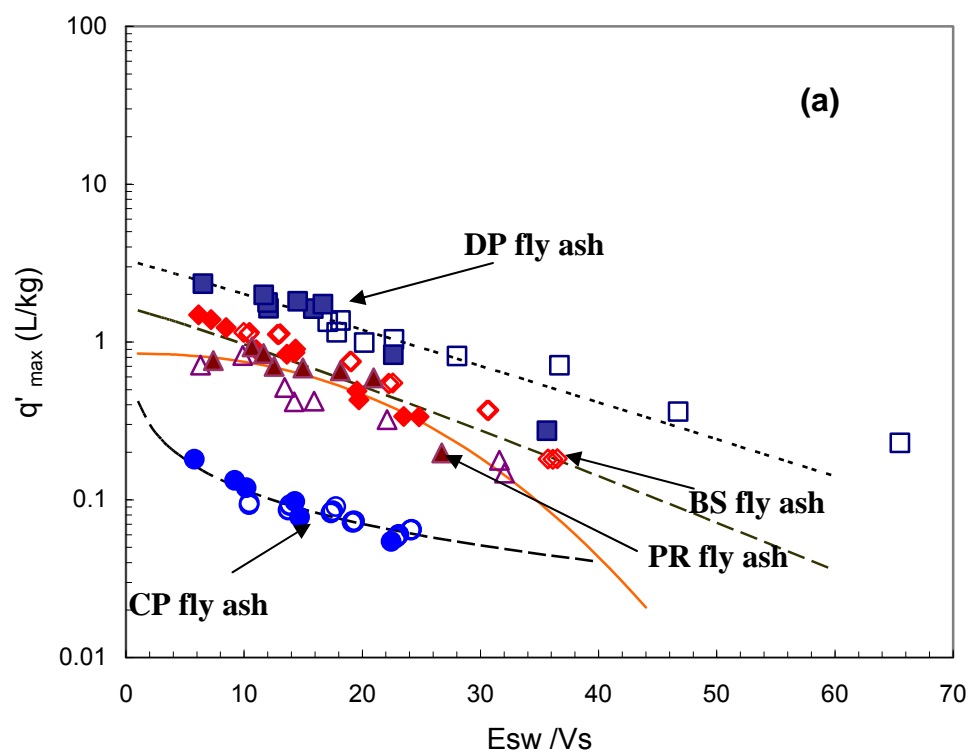 100
(a)
10
DP fly ash
q'max (L/kg)
1
BS fly ash
0.1
PR fly ash
CP fly ash
0.01
0 10 20 30 40 50 60 70
Esw /Vs